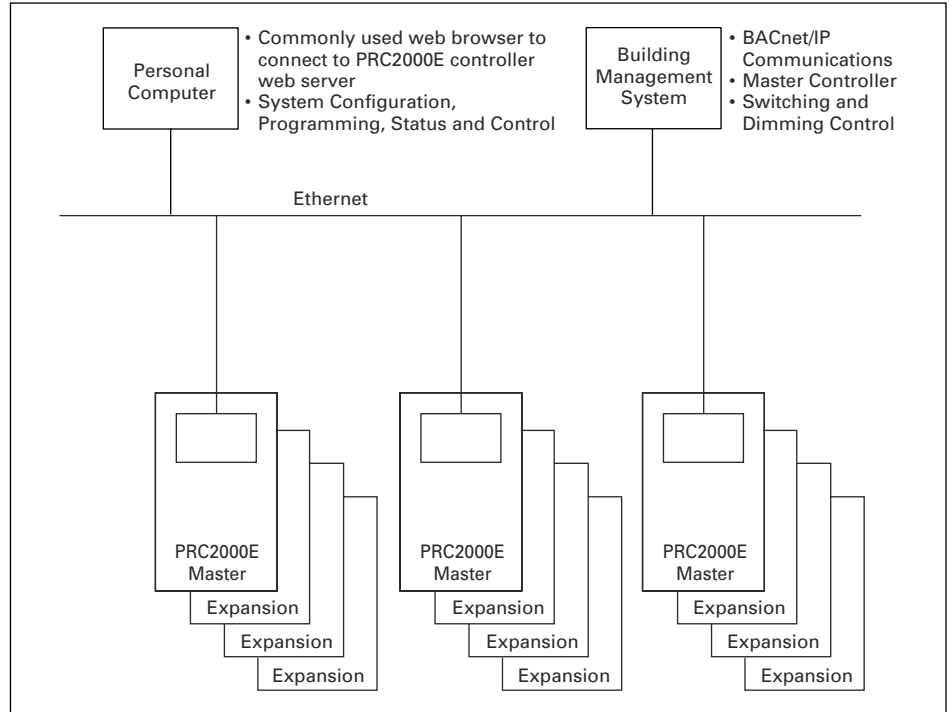 Personal
Computer
• Commonly used web browser to
connect to PRC2000E controller
web server
• System Configuration,
Programming, Status and Control
Building
Management
System
• BACnet/IP
Communications
• Master Controller
• Switching and
Dimming Control
Ethernet
PRC2000E
Master
Expansion
Expansion
Expansion
PRC2000E
Master
Expansion
Expansion
Expansion
PRC2000E
Master
Expansion
Expansion
Expansion